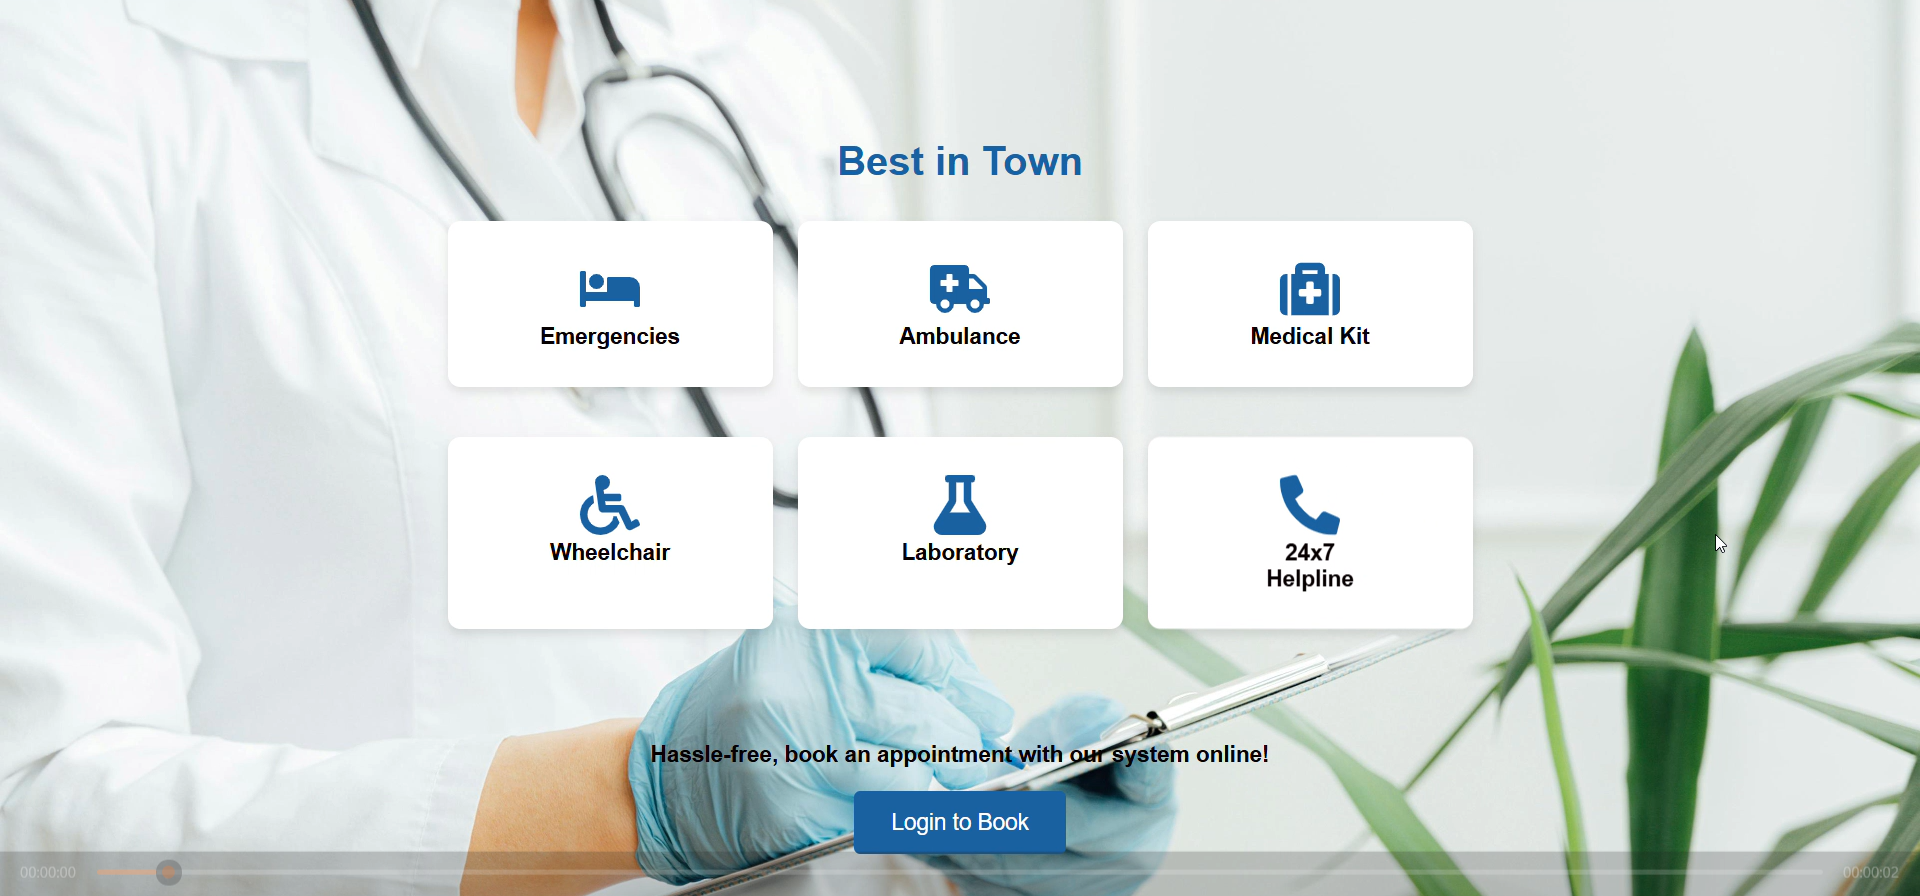 Best in Town
Emergencies
Ambulance
Medical Kit
Wheelchair
Laboratory
24x7
Helpline
Hassle-free, book an appointment with our system online!
Login to Book
00:00:00
00:00:02